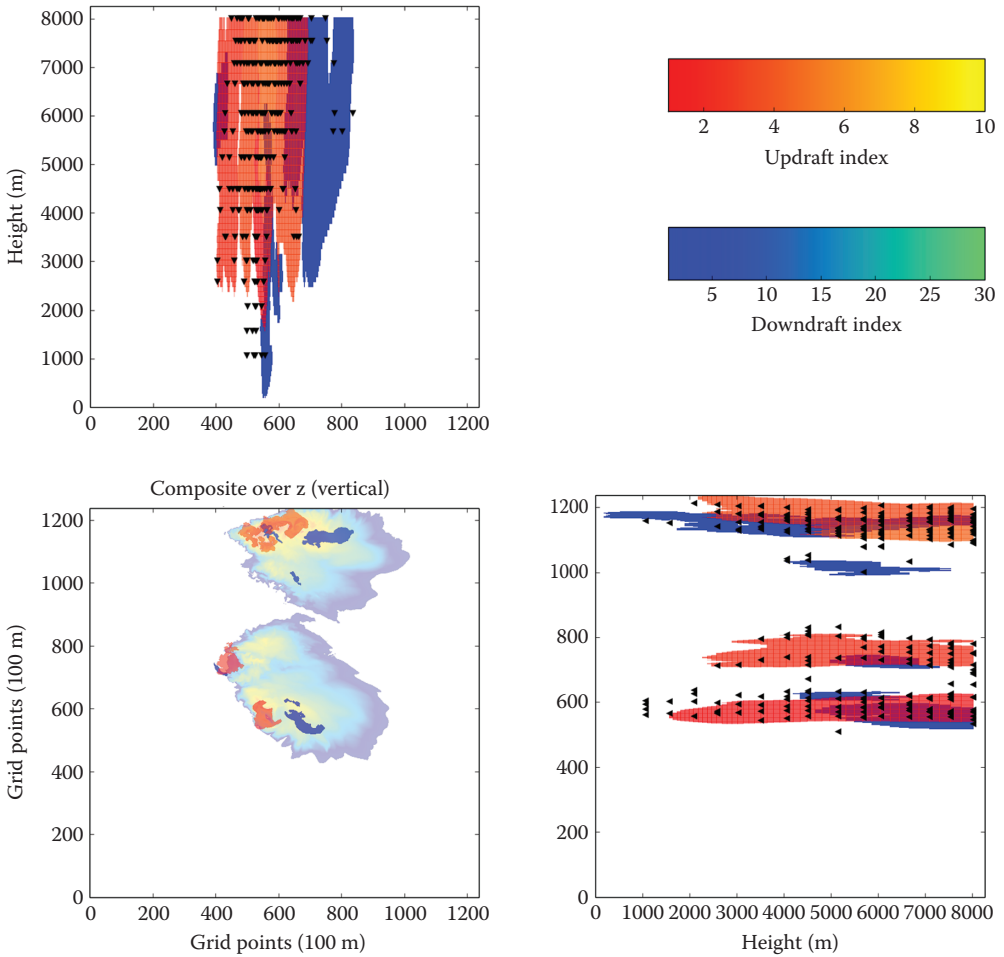 8000
7000
6000
5000
4000
3000
2000
1000
0
Height (m)
0 200 400 600 800 1000 1200
2 4 6 8 10
Updraft index
5 10 15 20 25 30
Downdraft index
Composite over z (vertical)
1200
1000
800
600
400
200
0
Grid points (100 m)
0 200 400 600 800 1000 1200
Grid points (100 m)
1200
1000
800
600
400
200
0
0 1000 2000 3000 4000 5000 6000 7000 8000
Height (m)